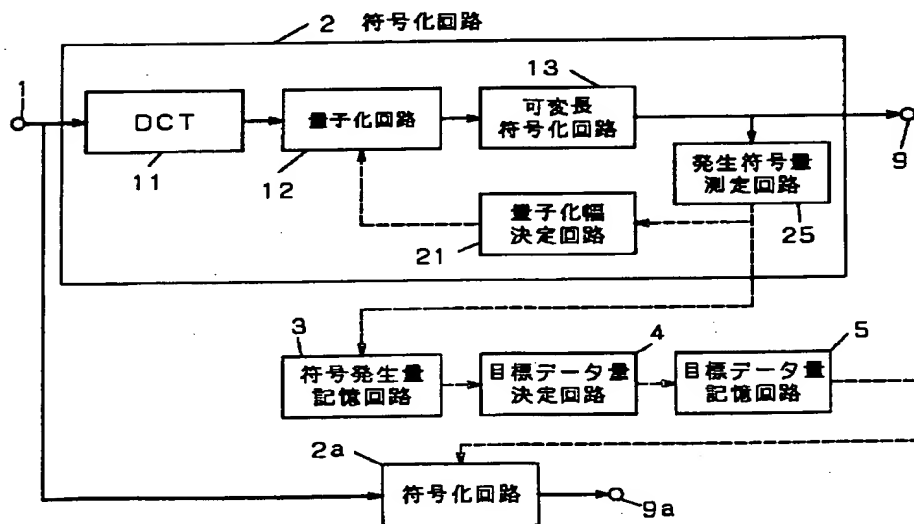 2 符号化回路
1
13
DCT
量子化回路
可変長
符号化回路
9
11
12
発生符号量
測定回路
量子化幅
決定回路
21
25
3
4
5
符号発生量
記憶回路
目標データ量
決定回路
目標データ量
記憶回路
2a
符号化回路
9a